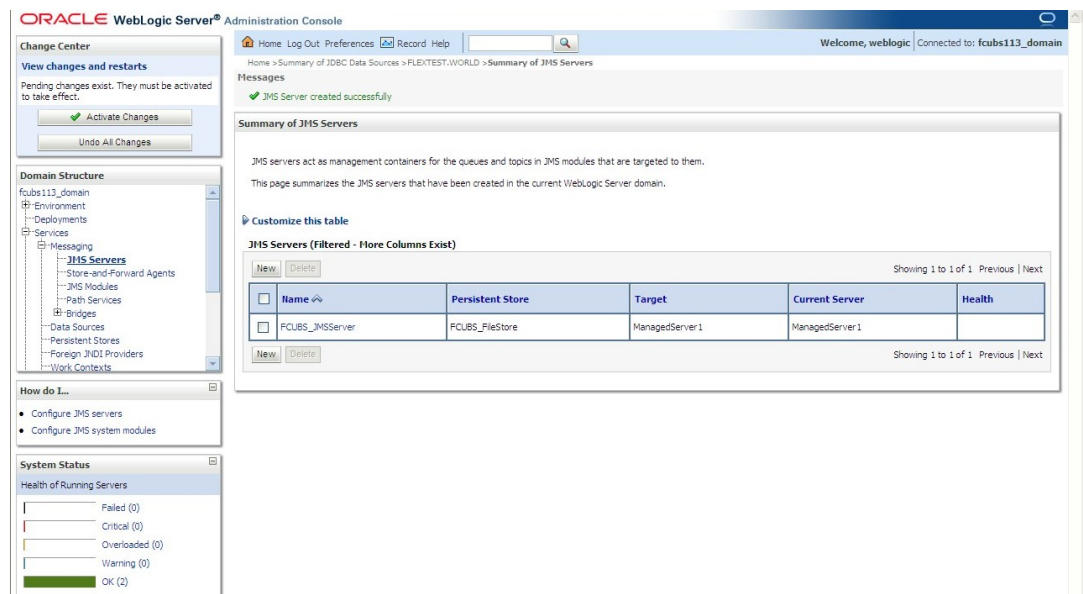 ORACLE WebLogic Server® Administration Console
Change Center
View changes and restarts
Pending changes exist. They must be activated
to take effect.
Activate Changes
Undo All Changes
Domain Structure
fcubs113_domain
Environment
Deployments
Services
Messaging
JMS Servers
Store-and-Forward Agents
JMS Modules
Path Services
Bridges
Data Sources
Persistent Stores
Foreign JNDI Providers
Work Contexts
How do I...
Configure JMS servers
Configure JMS system modules
System Status
Health of Running Servers
Failed (0)
Critical (0)
Overloaded (0)
Warning (0)
OK (2)
Home Log Out Preferences Record Help
Welcome, weblogic Connected to: fcubs113_domain
Home >Summary of JDBC Data Sources >FLEXTEST.WORLD >Summary of JMS Servers
Messages
JMS Server created successfully
Summary of JMS Servers
JMS servers act as management containers for the queues and topics in JMS modules that are targeted to them.
This page summarizes the JMS servers that have been created in the current WebLogic Server domain.
Customize this table
JMS Servers (Filtered - More Columns Exist)
New Delete Showing 1 to 1 of 1 Previous | Next
Name Persistent Store Target Current Server Health
FCUBS_JMSServer FCUBS_FileStore ManagedServer1 ManagedServer1
New Delete Showing 1 to 1 of 1 Previous | Next